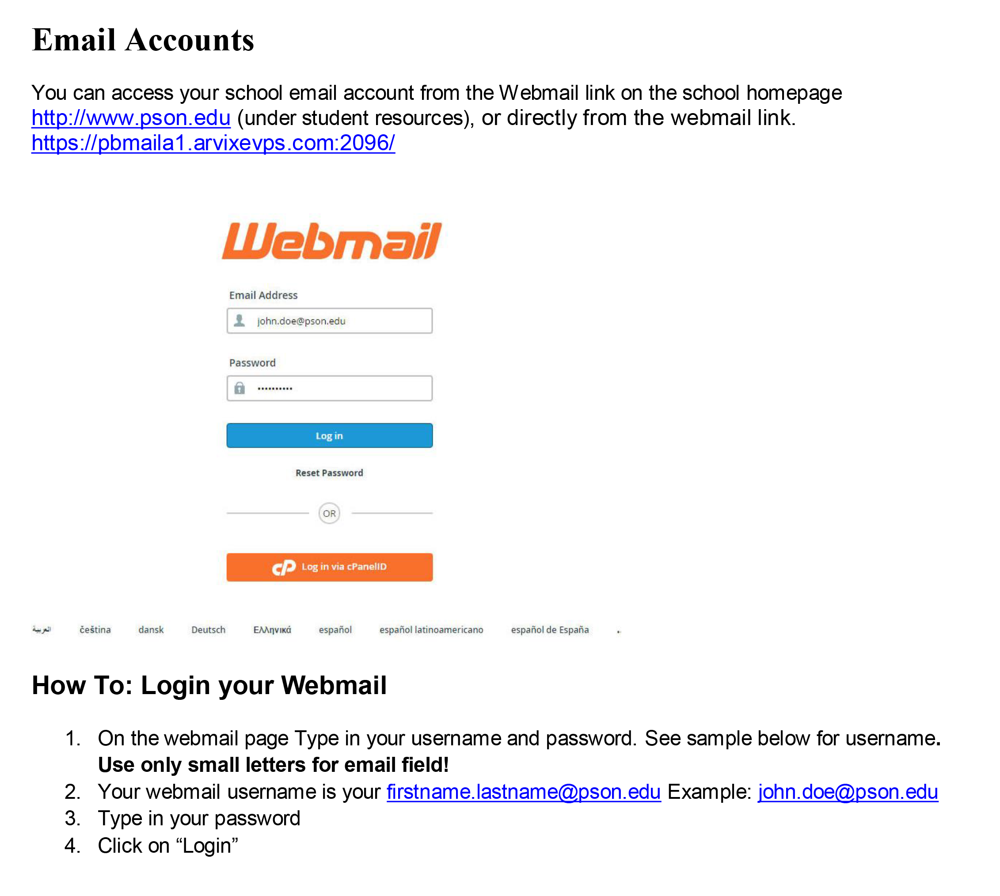 Email Accounts
You can access your school email account from the Webmail link on the school homepage
http://www.pson.edu (under student resources), or directly from the webmail link.
https://pbmaila1.arvixevps.com:2096/
Webmail
Email Address
john.doe@pson.edu
Password
••••••••••
Log in
Reset Password
OR
cP Log in via cPanelID
العربية čeština dansk Deutsch Ελληνικά español español latinoamericano español de España ..
How To: Login your Webmail
1. On the webmail page Type in your username and password. See sample below for username.
Use only small letters for email field!
2. Your webmail username is your firstname.lastname@pson.edu Example: john.doe@pson.edu
3. Type in your password
4. Click on “Login”